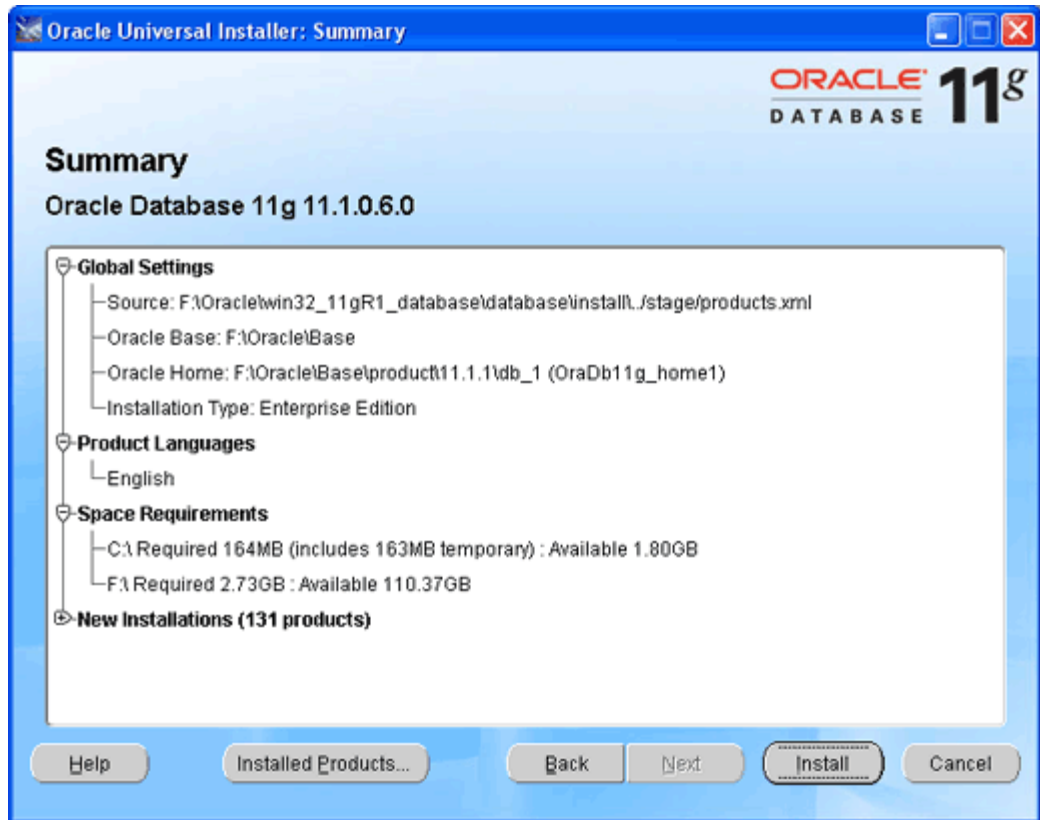 Oracle Universal Installer: Summary
ORACLE DATABASE 11g
Summary
Oracle Database 11g 11.1.0.6.0
Global Settings
Source: F:\Oracle\win32_11gR1_database\database\install\../stage/products.xml
Oracle Base: F:\Oracle\Base
Oracle Home: F:\Oracle\Base\product\11.1.1\db_1 (OraDb11g_home1)
Installation Type: Enterprise Edition
Product Languages
English
Space Requirements
C:\ Required 164MB (includes 163MB temporary) : Available 1.80GB
F:\ Required 2.73GB : Available 110.37GB
New Installations (131 products)
Help Installed Products... Back Next Install Cancel